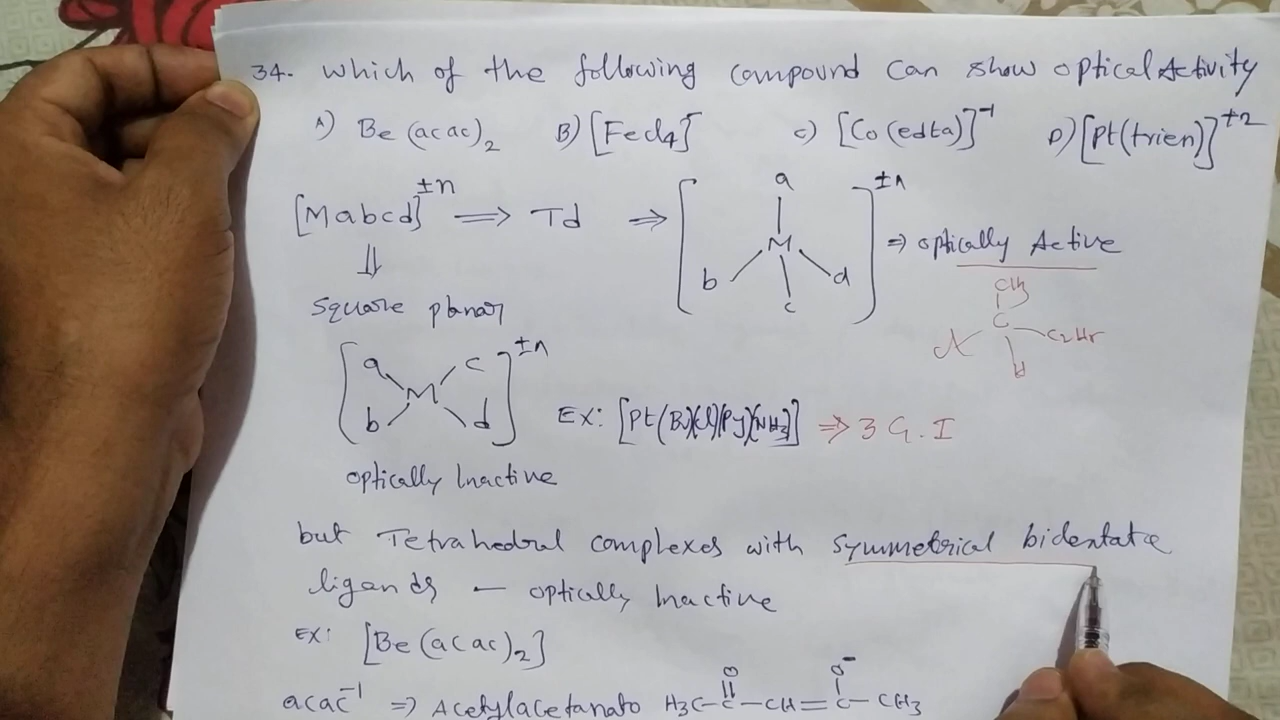 34. Which of the following compound can show optical Activity
A) Be(acac)₂ B) [FeCl₄]⁻ C) [Co(edta)]⁻¹ D) [Pt(trien)]⁺²
[Mabcd]±n ⇒ Td ⇒ [M a b c d]±n ⇒ optically Active
⇓
square planar
CH3
C
X C2H5
H
[a c M b d]±n
Ex: [Pt(Br)(Cl)(Py)(NH₃)] ⇒ 3 G.I
optically Inactive
but Tetrahedral complexes with symmetrical bidentate
ligands – optically Inactive
Ex: [Be(acac)₂]
acac⁻¹ ⇒ Acetylacetanato H₃C–C(=O)–CH=C(–O⁻)–CH₃